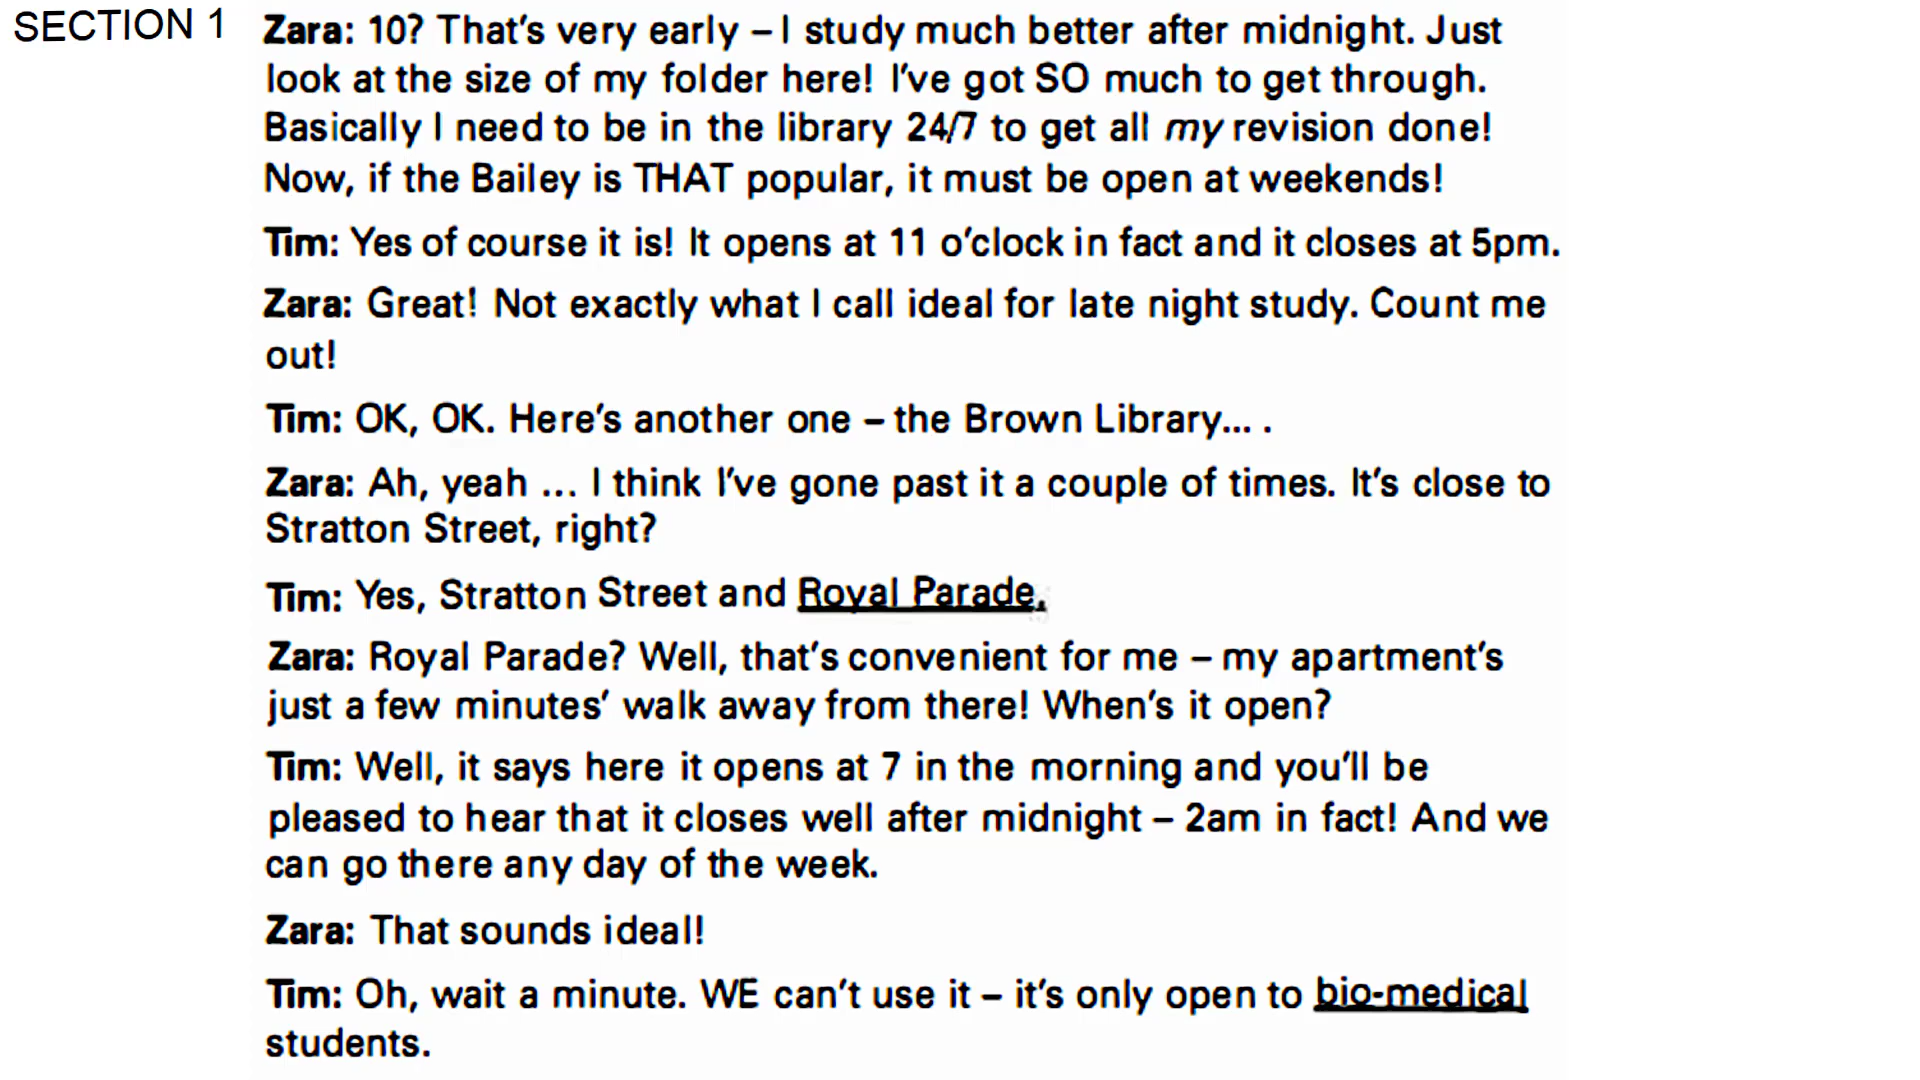 SECTION 1
Zara: 10? That's very early – I study much better after midnight. Just
look at the size of my folder here! I've got SO much to get through.
Basically I need to be in the library 24/7 to get all my revision done!
Now, if the Bailey is THAT popular, it must be open at weekends!
Tim: Yes of course it is! It opens at 11 o'clock in fact and it closes at 5pm.
Zara: Great! Not exactly what I call ideal for late night study. Count me
out!
Tim: OK, OK. Here's another one – the Brown Library... .
Zara: Ah, yeah ... I think I've gone past it a couple of times. It's close to
Stratton Street, right?
Tim: Yes, Stratton Street and Royal Parade.
Zara: Royal Parade? Well, that's convenient for me – my apartment's
just a few minutes' walk away from there! When's it open?
Tim: Well, it says here it opens at 7 in the morning and you'll be
pleased to hear that it closes well after midnight – 2am in fact! And we
can go there any day of the week.
Zara: That sounds ideal!
Tim: Oh, wait a minute. WE can't use it – it's only open to bio-medical
students.